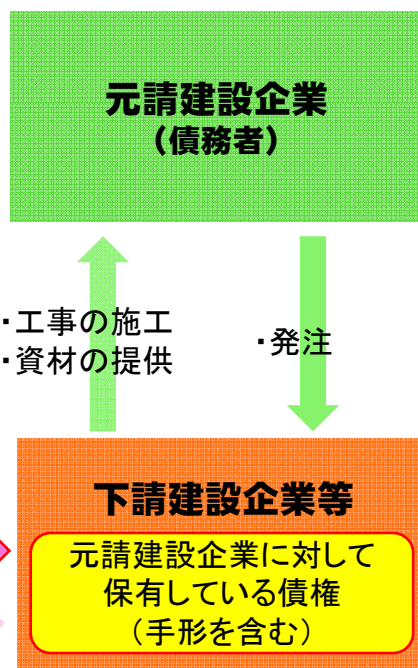 元請建設企業
（債務者）
・工事の施工
・資材の提供
・発注
下請建設企業等
元請建設企業に対して
保有している債権
（手形を含む）